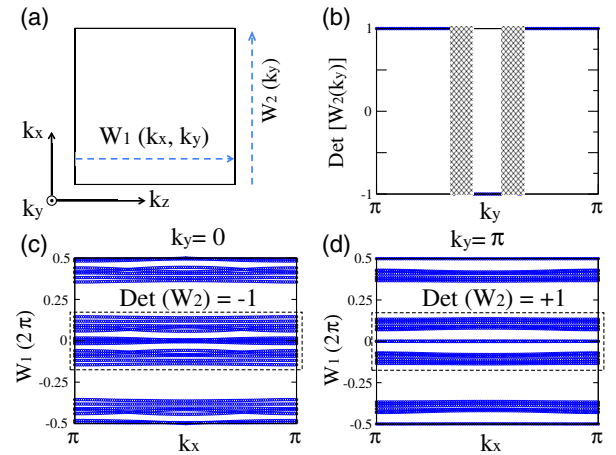 (a)
W₁ (kx, ky)
W₂ (ky)
kx
ky
kz
(b)
Det [W₂(ky)]
1
0
-1
π
ky
π
(c)
ky= 0
Det (W₂) = -1
W₁ (2π)
0.5
0.25
0
-0.25
-0.5
π
kx
π
(d)
ky= π
Det (W₂) = +1
W₁ (2π)
0.5
0.25
0
-0.25
-0.5
π
kx
π